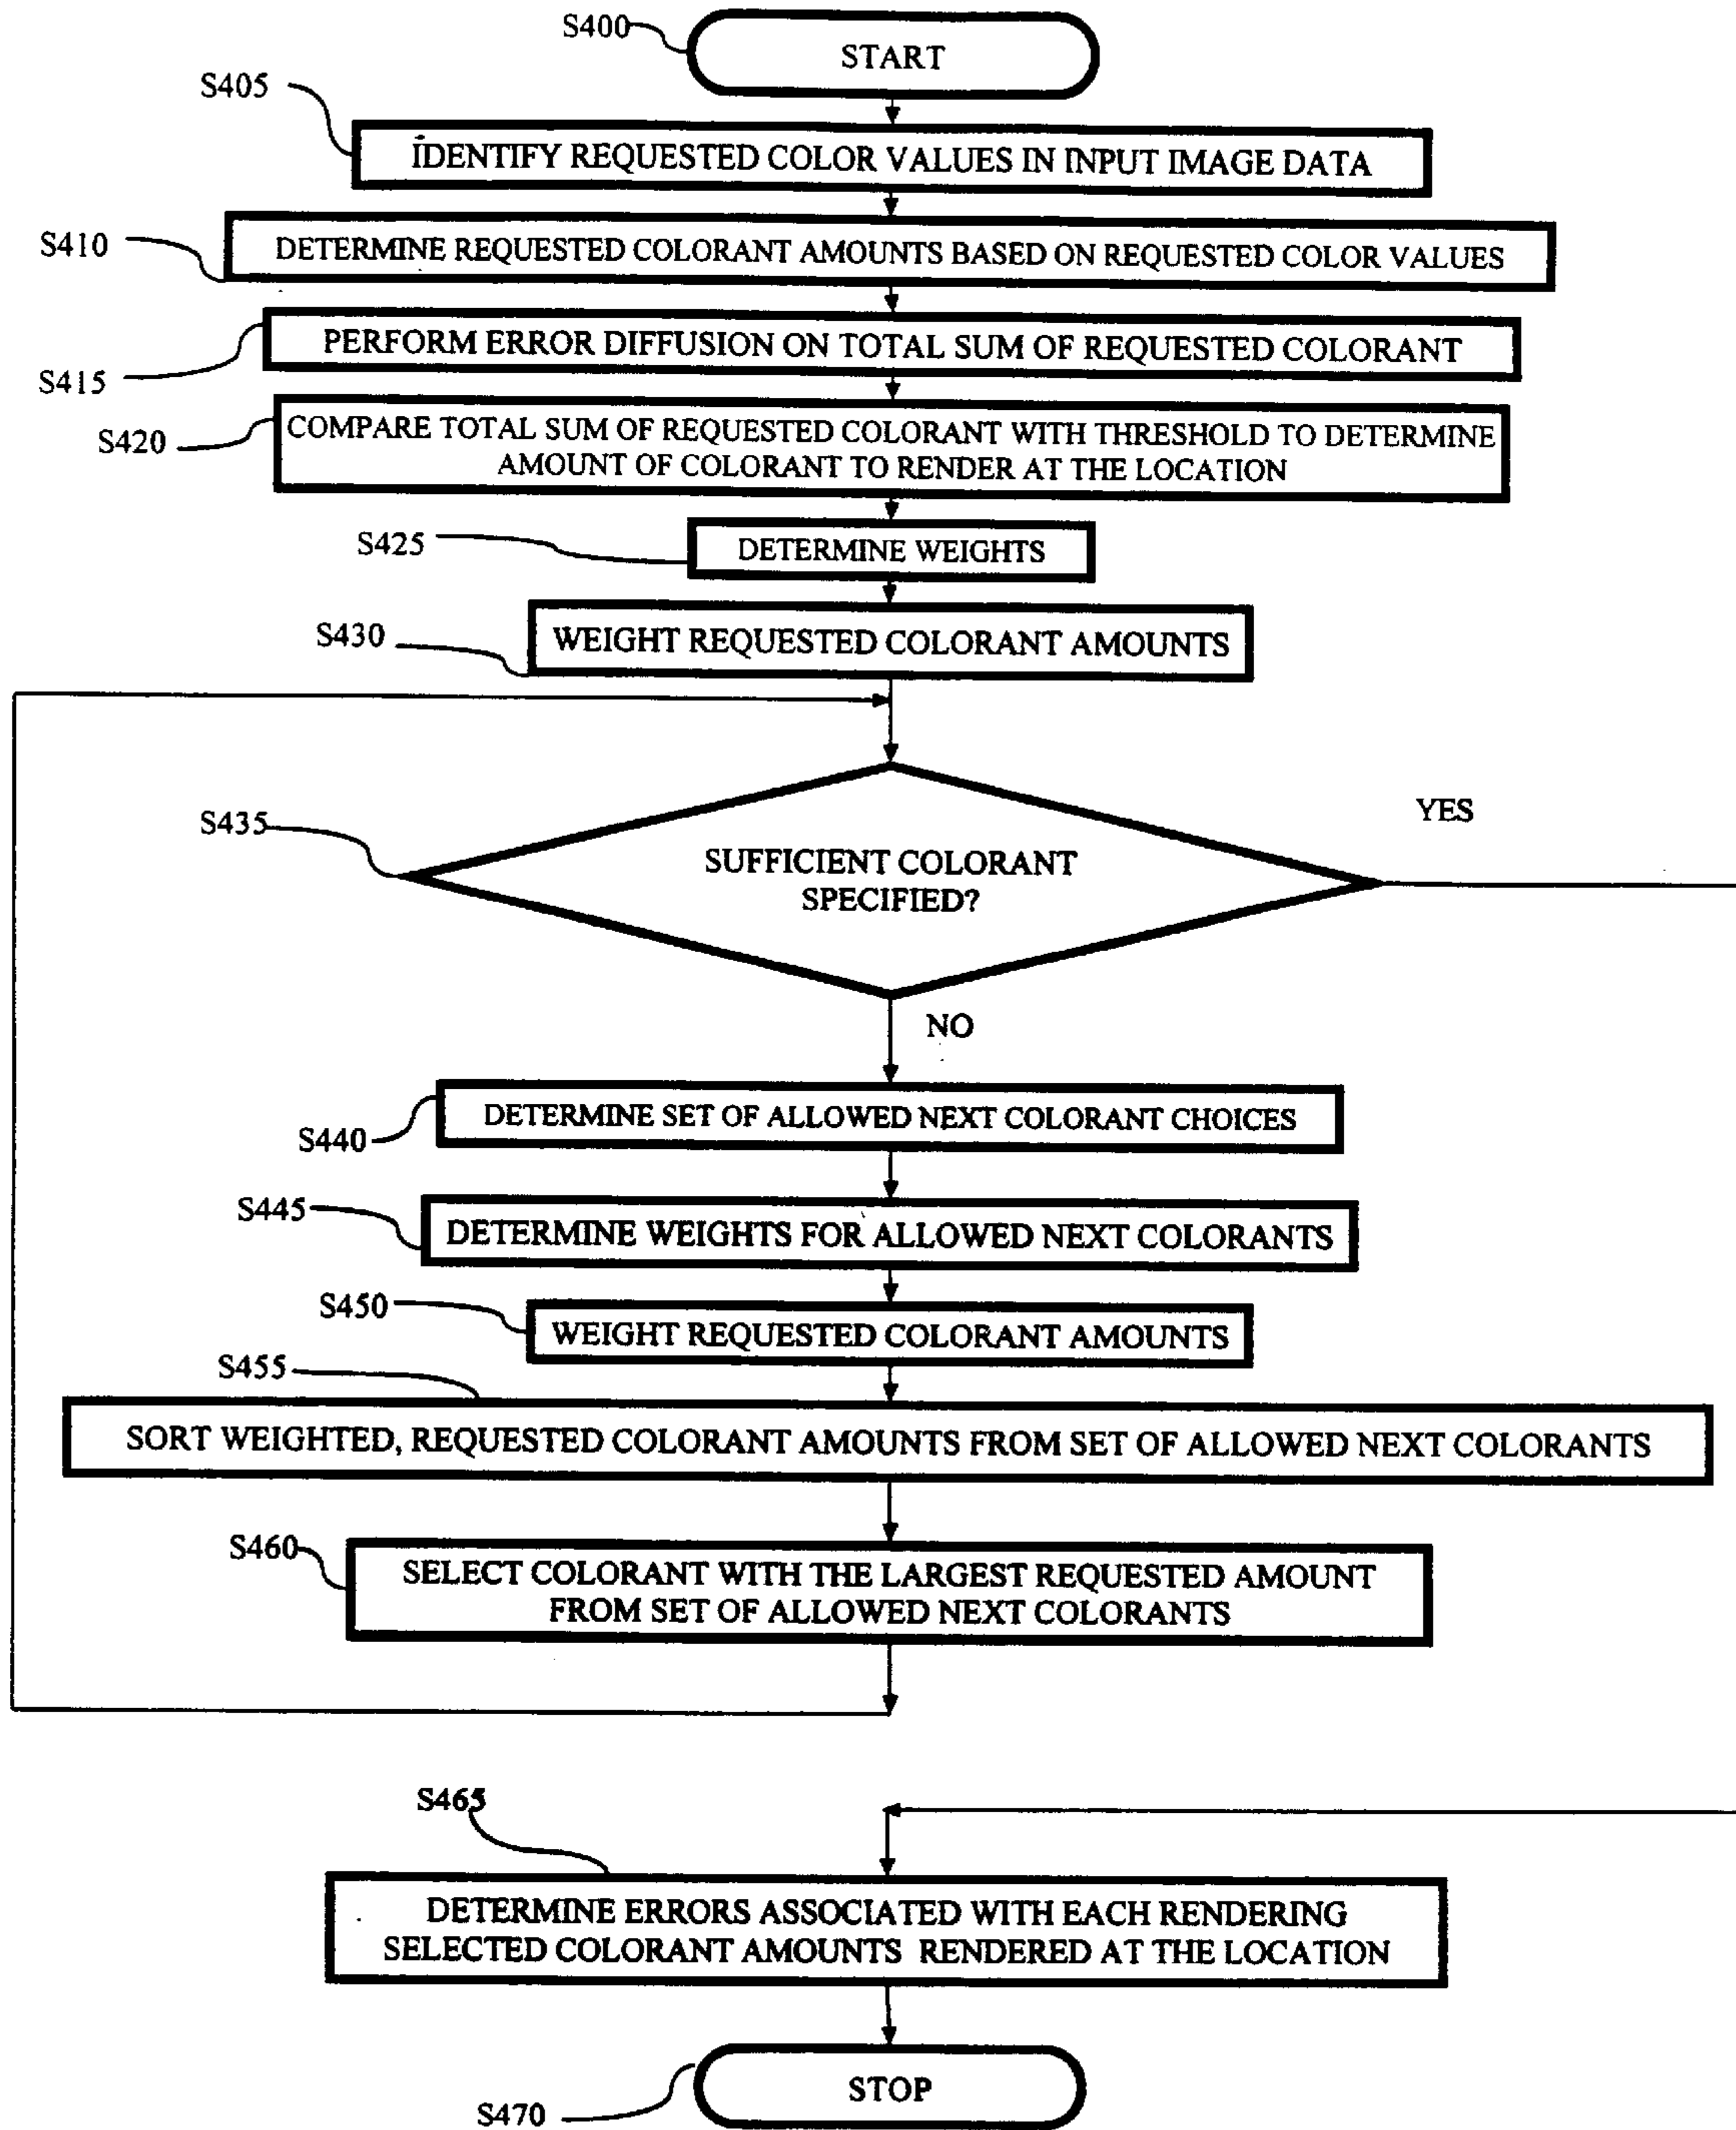 S400
START
S405
IDENTIFY REQUESTED COLOR VALUES IN INPUT IMAGE DATA
S410
DETERMINE REQUESTED COLORANT AMOUNTS BASED ON REQUESTED COLOR VALUES
S415
PERFORM ERROR DIFFUSION ON TOTAL SUM OF REQUESTED COLORANT
S420
COMPARE TOTAL SUM OF REQUESTED COLORANT WITH THRESHOLD TO DETERMINE
AMOUNT OF COLORANT TO RENDER AT THE LOCATION
S425
DETERMINE WEIGHTS
S430
WEIGHT REQUESTED COLORANT AMOUNTS
S435
SUFFICIENT COLORANT
SPECIFIED?
YES
NO
S440
DETERMINE SET OF ALLOWED NEXT COLORANT CHOICES
S445
DETERMINE WEIGHTS FOR ALLOWED NEXT COLORANTS
S450
WEIGHT REQUESTED COLORANT AMOUNTS
S455
SORT WEIGHTED, REQUESTED COLORANT AMOUNTS FROM SET OF ALLOWED NEXT COLORANTS
S460
SELECT COLORANT WITH THE LARGEST REQUESTED AMOUNT
FROM SET OF ALLOWED NEXT COLORANTS
S465
DETERMINE ERRORS ASSOCIATED WITH EACH RENDERING
SELECTED COLORANT AMOUNTS RENDERED AT THE LOCATION
S470
STOP